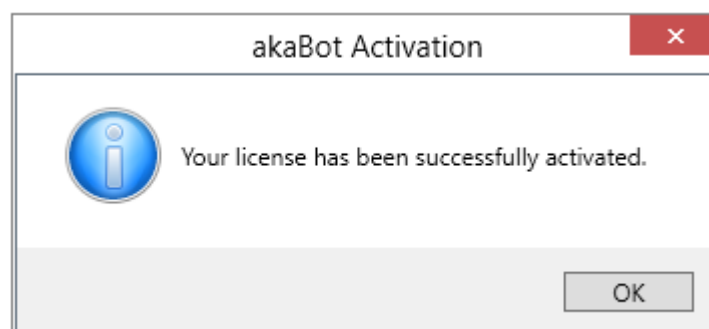 akaBot Activation
Your license has been successfully activated.
OK